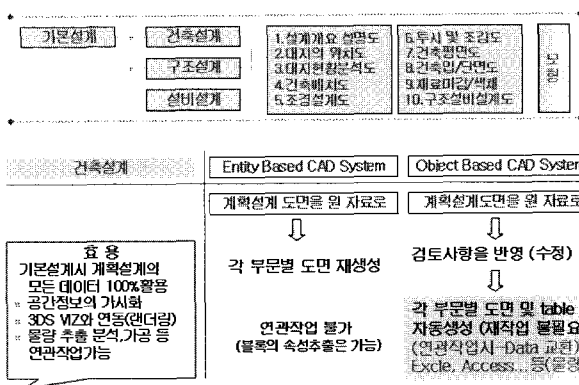 기본설계
건축설계
구조설계
설비설계
1.설계개요 설명도
2.대지의 위치도
3.대지현황분석도
4.건축배치도
5.조경설계도
6.투시 및 조감도
7.건축평면도
8.건축입/단면도
9.재료마감/색채
10.구조설비설계도
모형
건축설계
Entity Based CAD System
Object Based CAD System
계획설계 도면을 원 자료로
계획설계도면을 원 자료로
각 부문별 도면 재생성
검토사항을 반영 (수정)
연관작업 불가
(블록의 속성추출은 가능)
각 부문별 도면 및 table
자동생성 (재작업 불필요
(연관작업시 Data 교환)
Excle, Access... 등(물량
효 용
기본설계시 계획설계의
모든 데이터 100%활용
공간정보의 가시화
3DS VIZ와 연동(랜더링)
물량 추출 분석,가공 등
연관작업가능